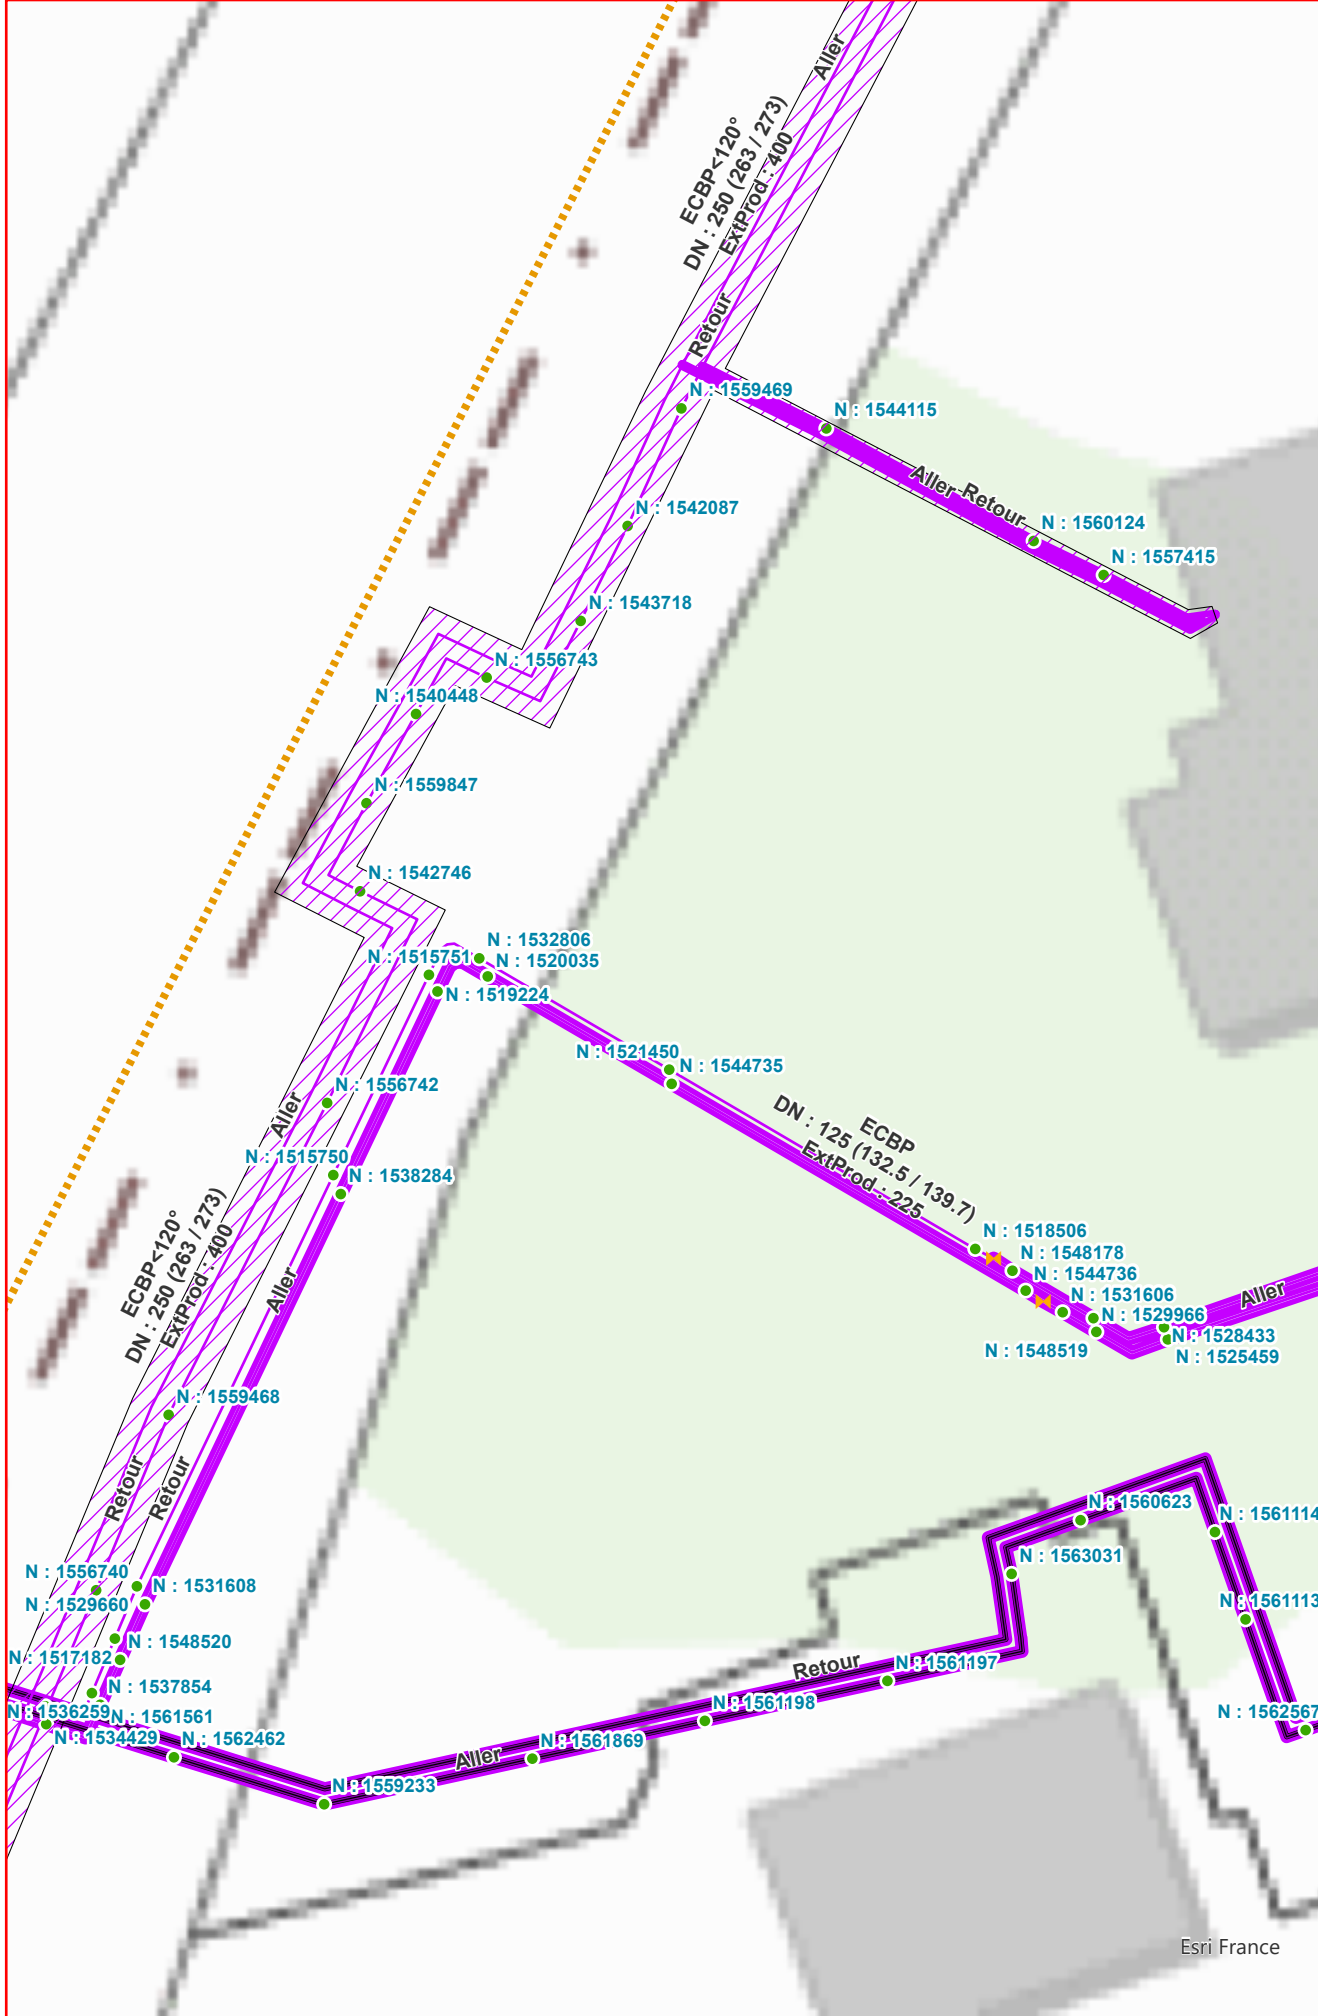 Aller
ECBP<120°
DN : 250 (263 / 273)
ExtProd : 400
Retour
N : 1559469
N : 1544115
Aller
Retour
N : 1542087
N : 1560124
N : 1557415
N : 1543718
N : 1556743
N : 1540448
N : 1559847
N : 1542746
N : 1532806
N : 1515751
N : 1520035
N : 1519224
N : 1521450
N : 1544735
N : 1556742
Aller
ECBP
DN : 125 (132.5 / 139.7)
ExtProd : 225
N : 1515750
N : 1538284
ECBP<120°
DN : 250 (263 / 273)
ExtProd : 400
Aller
N : 1518506
N : 1548178
N : 1544736
N : 1531606
N : 1529966
N : 1528433
N : 1548519
N : 1525459
Aller
N : 1559468
Retour
Retour
N : 1560623
N : 1561114
N : 1563031
N : 1556740
N : 1531608
N : 1529660
N : 1561113
N : 1548520
N : 1517182
Retour
N : 1561197
N : 1537854
N : 1561198
N : 1536259
N : 1561561
N : 1562567
N : 1534429
N : 1562462
N : 1561869
Aller
N : 1559233
Esri France